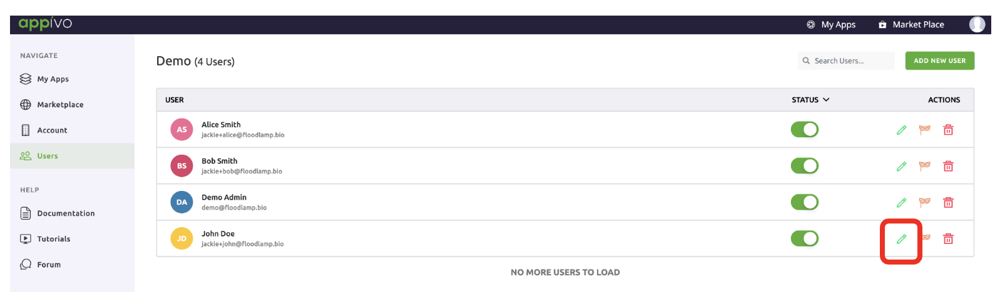 appivo
My Apps
Market Place
NAVIGATE
My Apps
Marketplace
Account
Users
HELP
Documentation
Tutorials
Forum
Demo (4 Users)
Search Users...
ADD NEW USER
USER STATUS ACTIONS
AS
Alice Smith
jackie+alice@floodlamp.bio
BS
Bob Smith
jackie+bob@floodlamp.bio
DA
Demo Admin
demo@floodlamp.bio
JD
John Doe
jackie+john@floodlamp.bio
NO MORE USERS TO LOAD